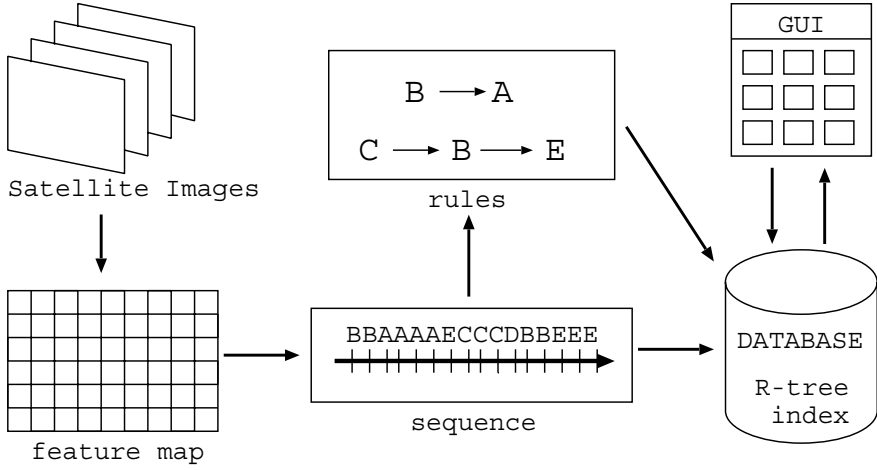 GUI
B A
C B E
Satellite Images
rules
BBAAAAECCCDBBEEE
DATABASE
R-tree
index
sequence
feature map